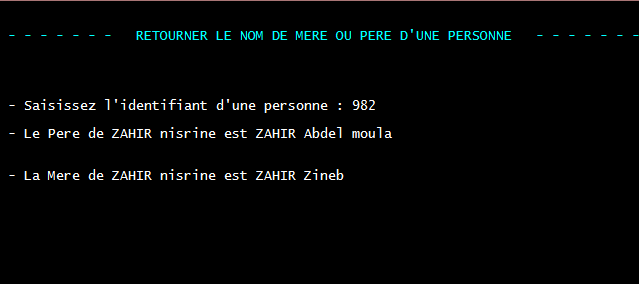 - - - - - - - RETOURNER LE NOM DE MERE OU PERE D'UNE PERSONNE - - - - - - -
- Saisissez l'identifiant d'une personne : 982
- Le Pere de ZAHIR nisrine est ZAHIR Abdel moula
- La Mere de ZAHIR nisrine est ZAHIR Zineb